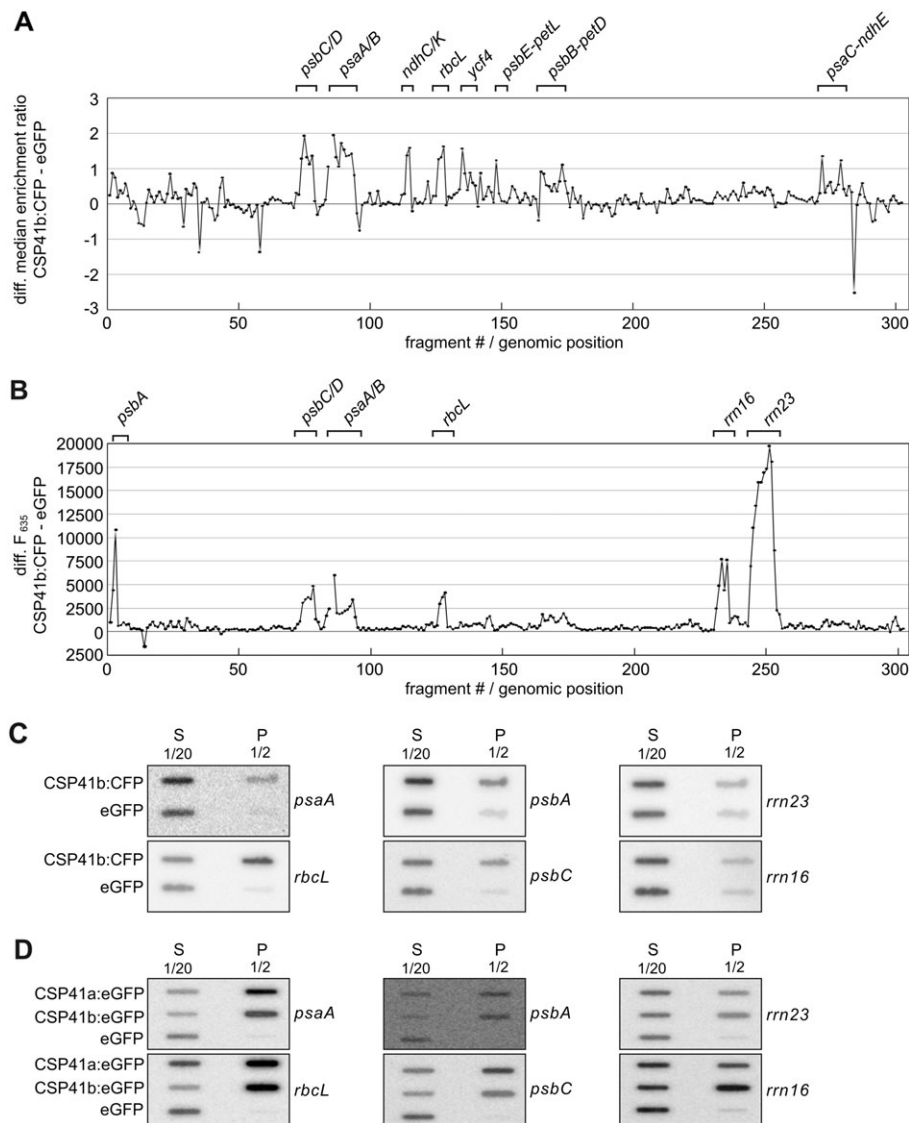 A
psbC/D psaA/B ndhC/K rbcL ycf4 psbE-petL psbB-petD psaC-ndhE
diff. median enrichment ratio
CSP41b:CFP - eGFP
3
2
1
0
-1
-2
-3
0 50 100 150 200 250 300
fragment # / genomic position
B
psbA psbC/D psaA/B rbcL rrn16 rrn23
diff. F635
CSP41b:CFP - eGFP
20000
17500
15000
12500
10000
7500
5000
2500
0
2500
0 50 100 150 200 250 300
fragment # / genomic position
C
S P S P S P
1/20 1/2 1/20 1/2 1/20 1/2
CSP41b:CFP
eGFP
psaA psbA rrn23
CSP41b:CFP
eGFP
rbcL psbC rrn16
D
S P S P S P
1/20 1/2 1/20 1/2 1/20 1/2
CSP41a:eGFP
CSP41b:eGFP
eGFP
psaA psbA rrn23
CSP41a:eGFP
CSP41b:eGFP
eGFP
rbcL psbC rrn16